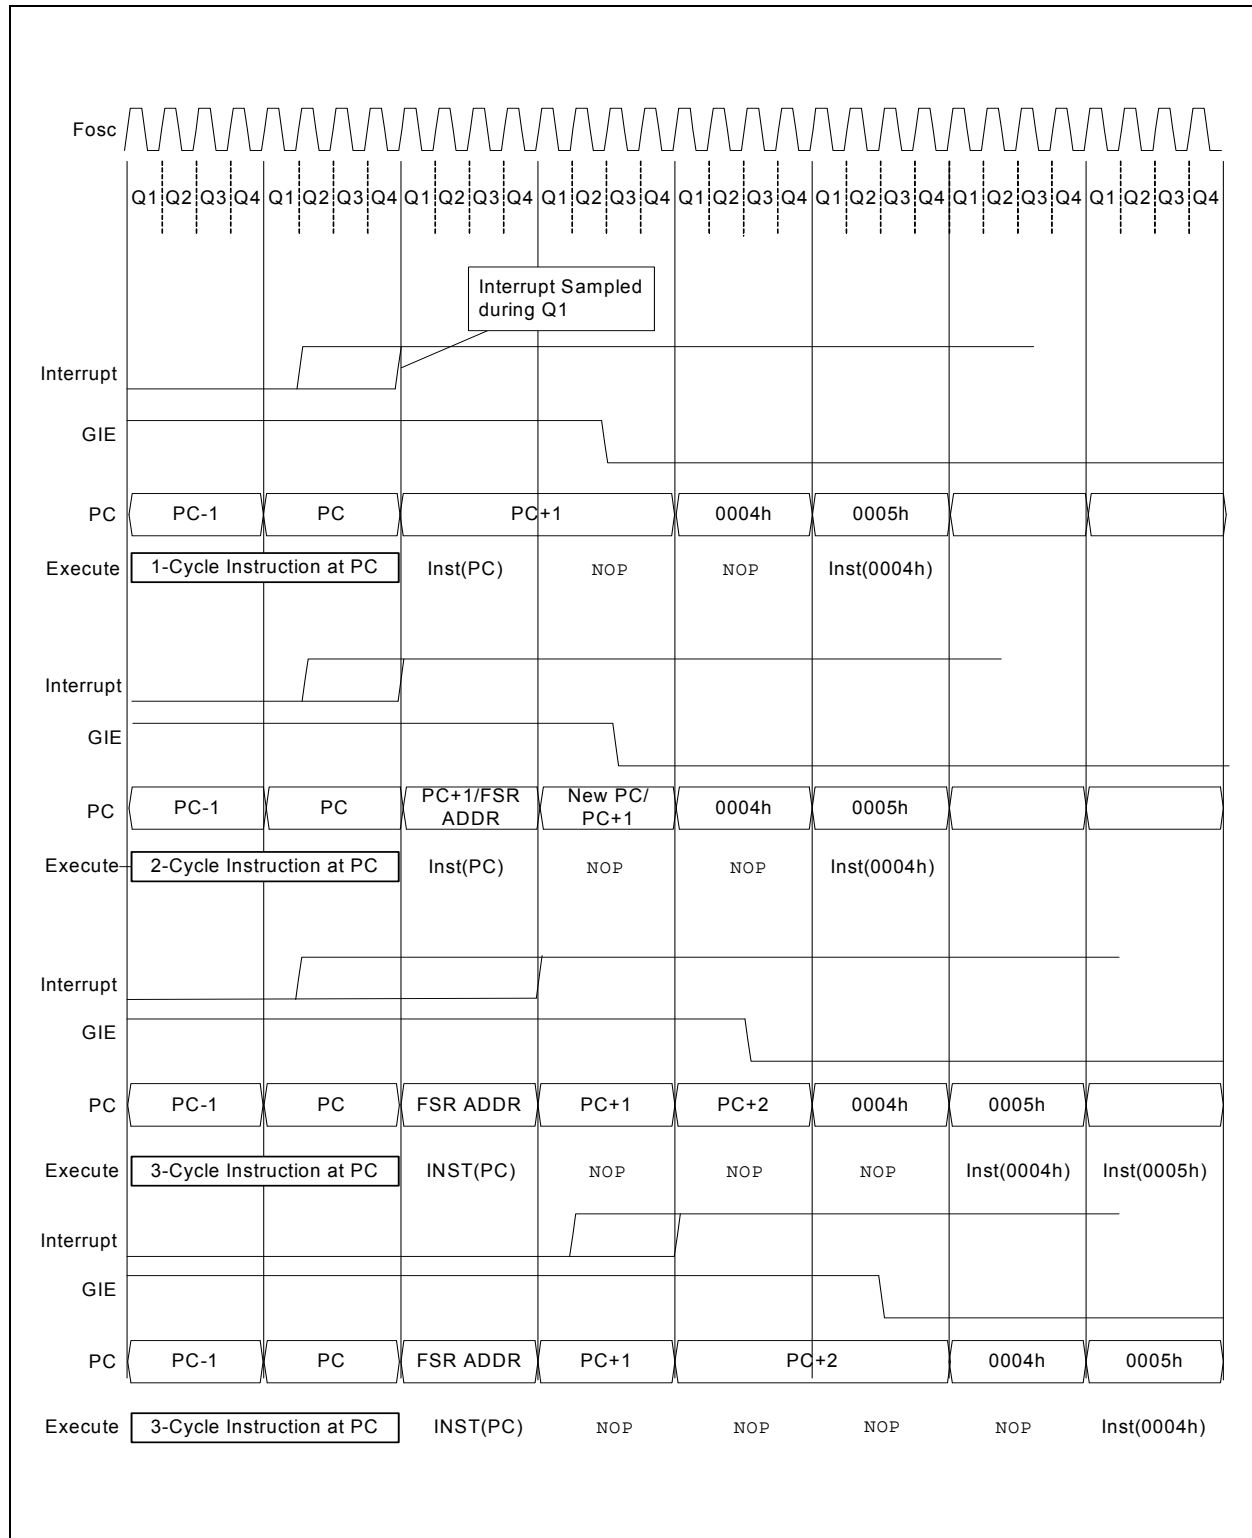 Fosc
Q1 Q2 Q3 Q4 Q1 Q2 Q3 Q4 Q1 Q2 Q3 Q4 Q1 Q2 Q3 Q4 Q1 Q2 Q3 Q4 Q1 Q2 Q3 Q4 Q1 Q2 Q3 Q4 Q1 Q2 Q3 Q4
Interrupt Sampled
during Q1
Interrupt
GIE
PC PC-1 PC PC+1 0004h 0005h
Execute 1-Cycle Instruction at PC Inst(PC) NOP NOP Inst(0004h)
Interrupt
GIE
PC PC-1 PC PC+1/FSR ADDR New PC/ PC+1 0004h 0005h
Execute 2-Cycle Instruction at PC Inst(PC) NOP NOP Inst(0004h)
Interrupt
GIE
PC PC-1 PC FSR ADDR PC+1 PC+2 0004h 0005h
Execute 3-Cycle Instruction at PC INST(PC) NOP NOP NOP Inst(0004h) Inst(0005h)
Interrupt
GIE
PC PC-1 PC FSR ADDR PC+1 PC+2 0004h 0005h
Execute 3-Cycle Instruction at PC INST(PC) NOP NOP NOP NOP Inst(0004h)